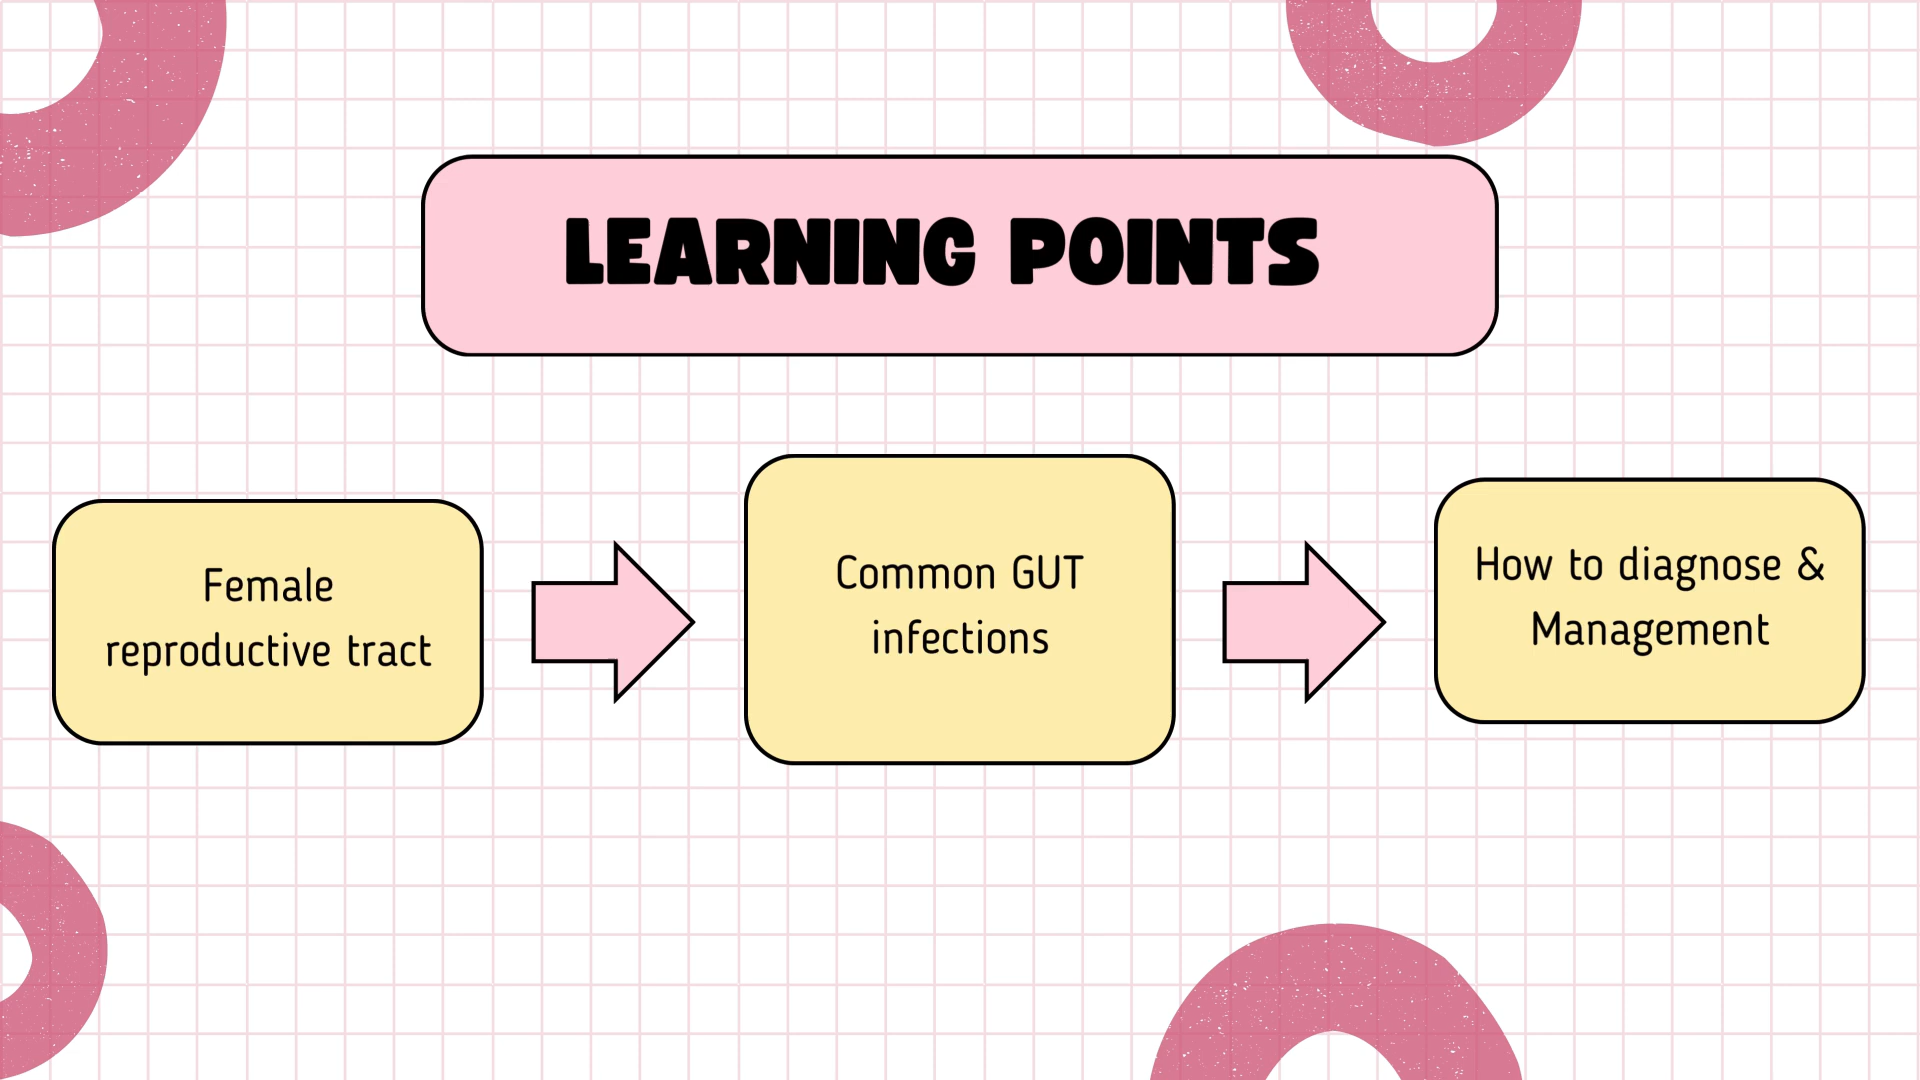 LEARNING POINTS
Female
reproductive tract
Common GUT
infections
How to diagnose &
Management